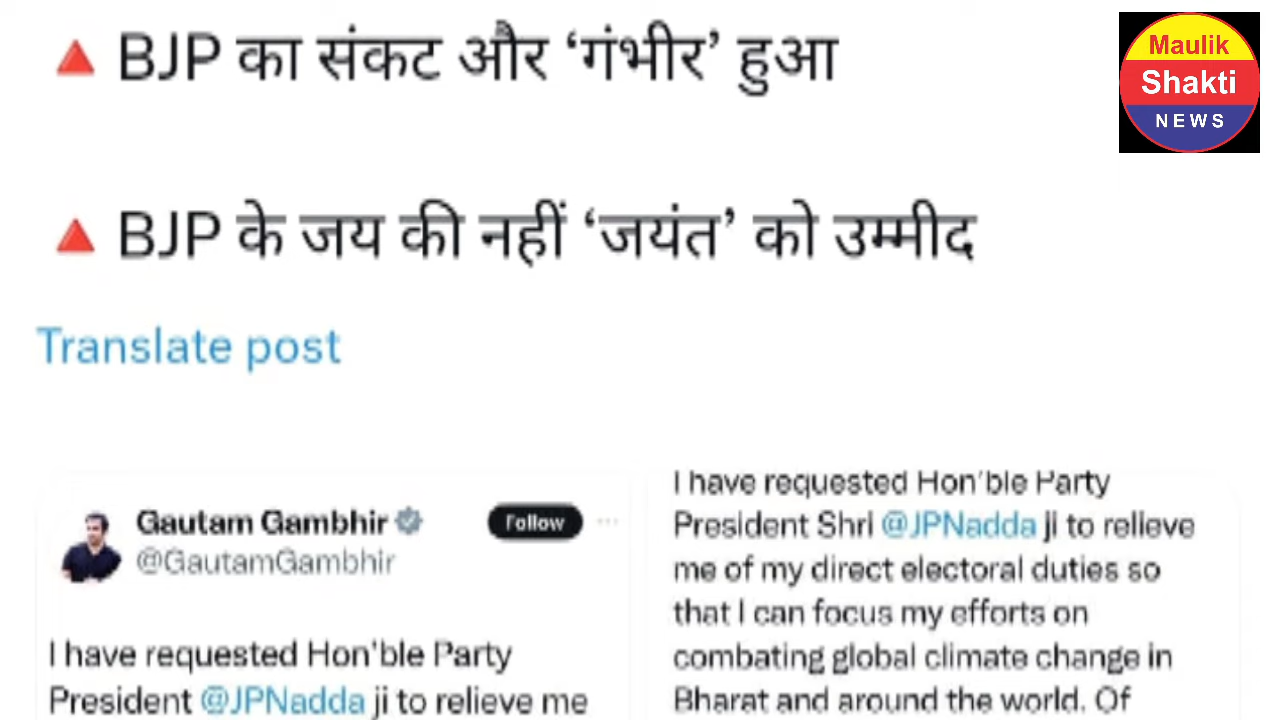 🔺BJP का संकट और ‘गंभीर’ हुआ
Maulik
Shakti
NEWS
🔺BJP के जय की नहीं ‘जयंत’ को उम्मीद
Translate post
Gautam Gambhir
@GautamGambhir
Follow
I have requested Hon'ble Party
President @JPNadda ji to relieve me
I have requested Hon'ble Party
President Shri @JPNadda ji to relieve
me of my direct electoral duties so
that I can focus my efforts on
combating global climate change in
Bharat and around the world. Of